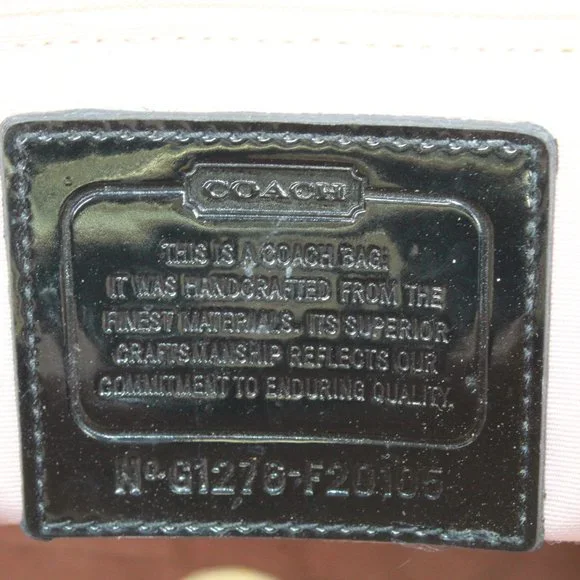 COACH
THIS IS A COACH BAG.
IT WAS HANDCRAFTED FROM THE
FINEST MATERIALS. ITS SUPERIOR
CRAFTSMANSHIP REFLECTS OUR
COMMITMENT TO ENDURING QUALITY.
No-G1276-F20105